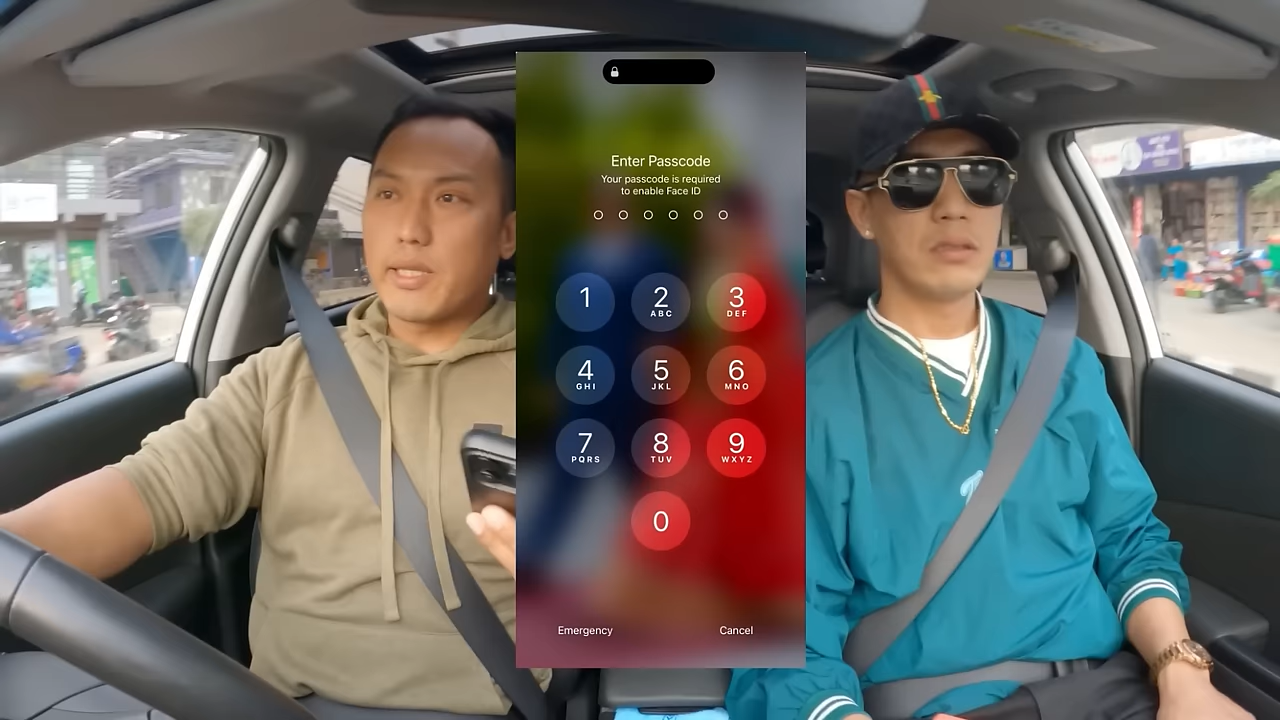 Enter Passcode
Your passcode is required
to enable Face ID
1
2
ABC
3
DEF
4
GHI
5
JKL
6
MNO
7
PQRS
8
TUV
9
WXYZ
0
Emergency
Cancel